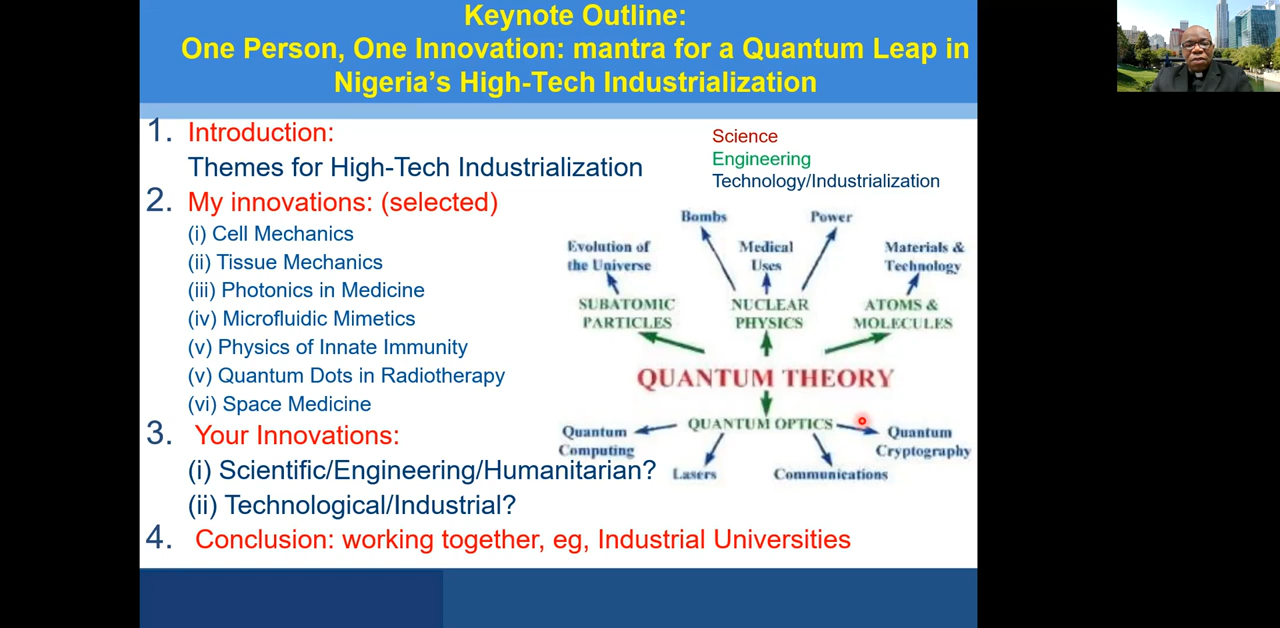 Keynote Outline:
One Person, One Innovation: mantra for a Quantum Leap in
Nigeria's High-Tech Industrialization
1. Introduction:
Themes for High-Tech Industrialization
2. My innovations: (selected)
(i) Cell Mechanics
(ii) Tissue Mechanics
(iii) Photonics in Medicine
(iv) Microfluidic Mimetics
(v) Physics of Innate Immunity
(v) Quantum Dots in Radiotherapy
(vi) Space Medicine
3. Your Innovations:
(i) Scientific/Engineering/Humanitarian?
(ii) Technological/Industrial?
4. Conclusion: working together, eg, Industrial Universities
Science
Engineering
Technology/Industrialization
Bombs
Power
Evolution of
the Universe
Medical
Uses
Materials &
Technology
SUBATOMIC
PARTICLES
NUCLEAR
PHYSICS
ATOMS &
MOLECULES
QUANTUM THEORY
QUANTUM OPTICS
Quantum
Computing
Lasers
Communications
Quantum
Cryptography